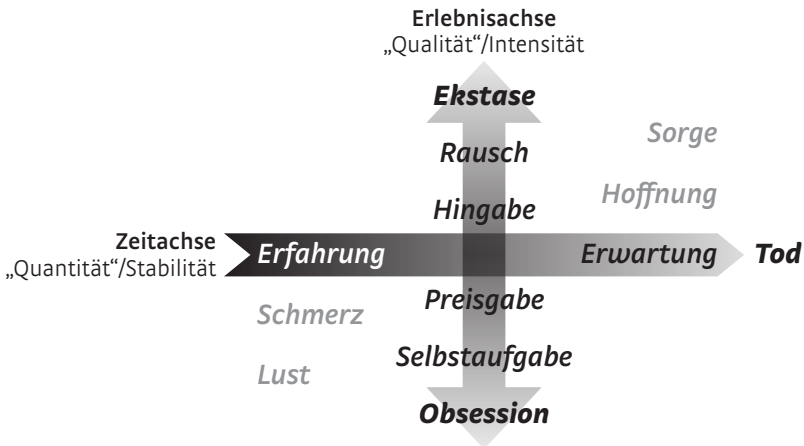 Erlebnisachse
„Qualität“/Intensität
Ekstase
Sorge
Rausch
Hoffnung
Hingabe
Zeitachse
„Quantität“/Stabilität
Erfahrung
Erwartung
Tod
Preisgabe
Schmerz
Selbstaufgabe
Lust
Obsession